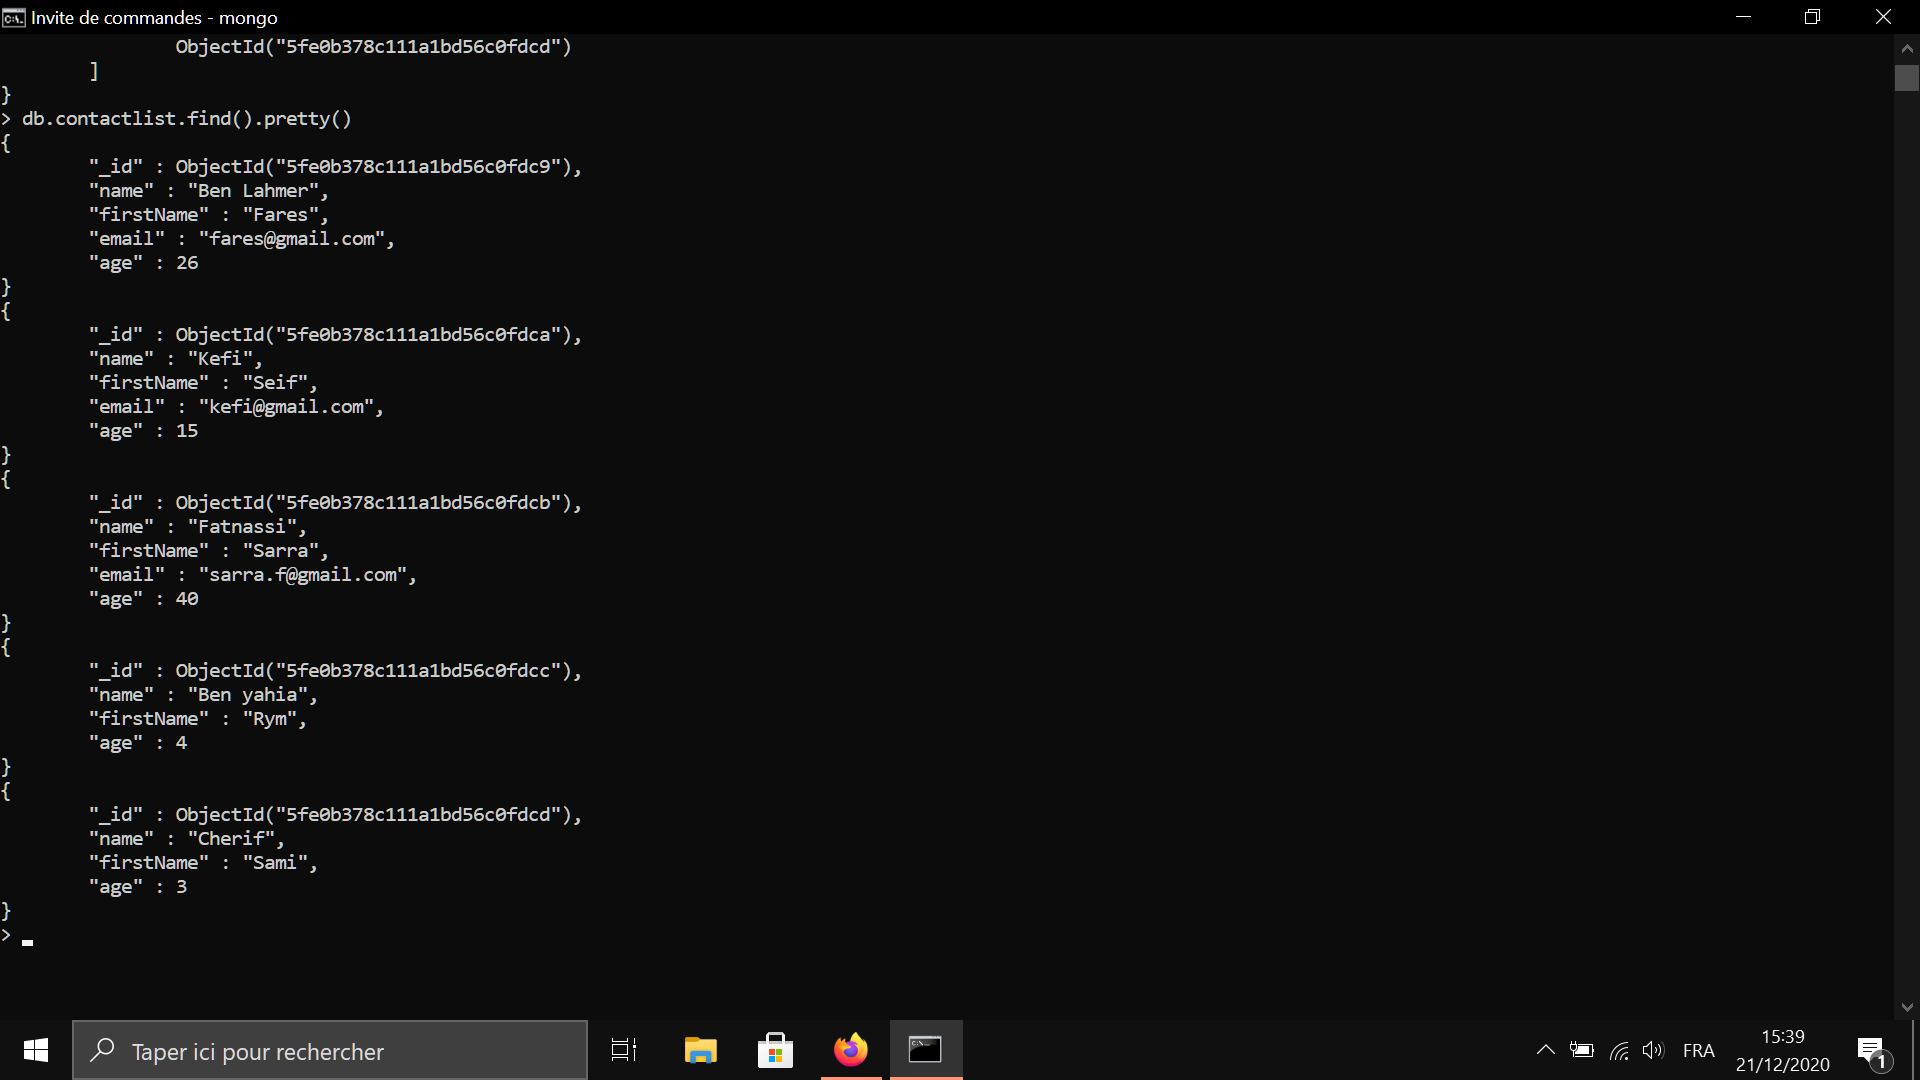 Invite de commandes - mongo
ObjectId("5fe0b378c111a1bd56c0fdcd")
]
}
> db.contactlist.find().pretty()
{
"_id" : ObjectId("5fe0b378c111a1bd56c0fdc9"),
"name" : "Ben Lahmer",
"firstName" : "Fares",
"email" : "fares@gmail.com",
"age" : 26
}
{
"_id" : ObjectId("5fe0b378c111a1bd56c0fdca"),
"name" : "Kefi",
"firstName" : "Seif",
"email" : "kefi@gmail.com",
"age" : 15
}
{
"_id" : ObjectId("5fe0b378c111a1bd56c0fdcb"),
"name" : "Fatnassi",
"firstName" : "Sarra",
"email" : "sarra.f@gmail.com",
"age" : 40
}
{
"_id" : ObjectId("5fe0b378c111a1bd56c0fdcc"),
"name" : "Ben yahia",
"firstName" : "Rym",
"age" : 4
}
{
"_id" : ObjectId("5fe0b378c111a1bd56c0fdcd"),
"name" : "Cherif",
"firstName" : "Sami",
"age" : 3
}
>
Taper ici pour rechercher
FRA
15:39
21/12/2020
1